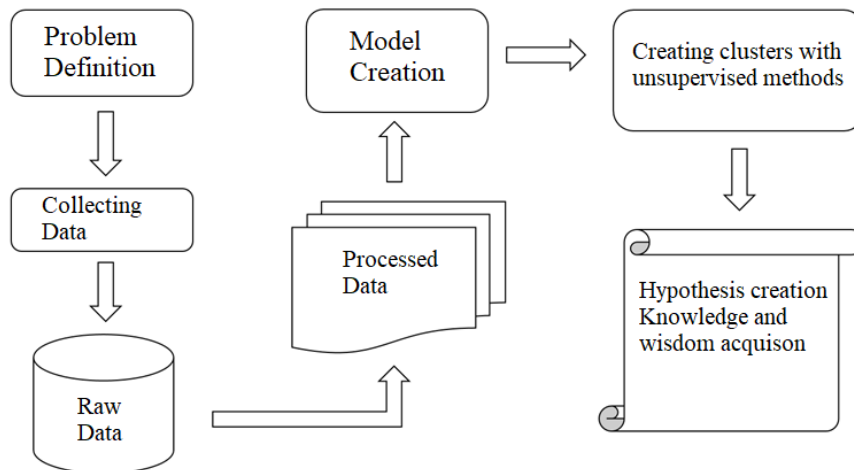 Problem
Definition
Collecting
Data
Raw
Data
Processed
Data
Model
Creation
Creating clusters with
unsupervised methods
Hypothesis creation
Knowledge and
wisdom acquison